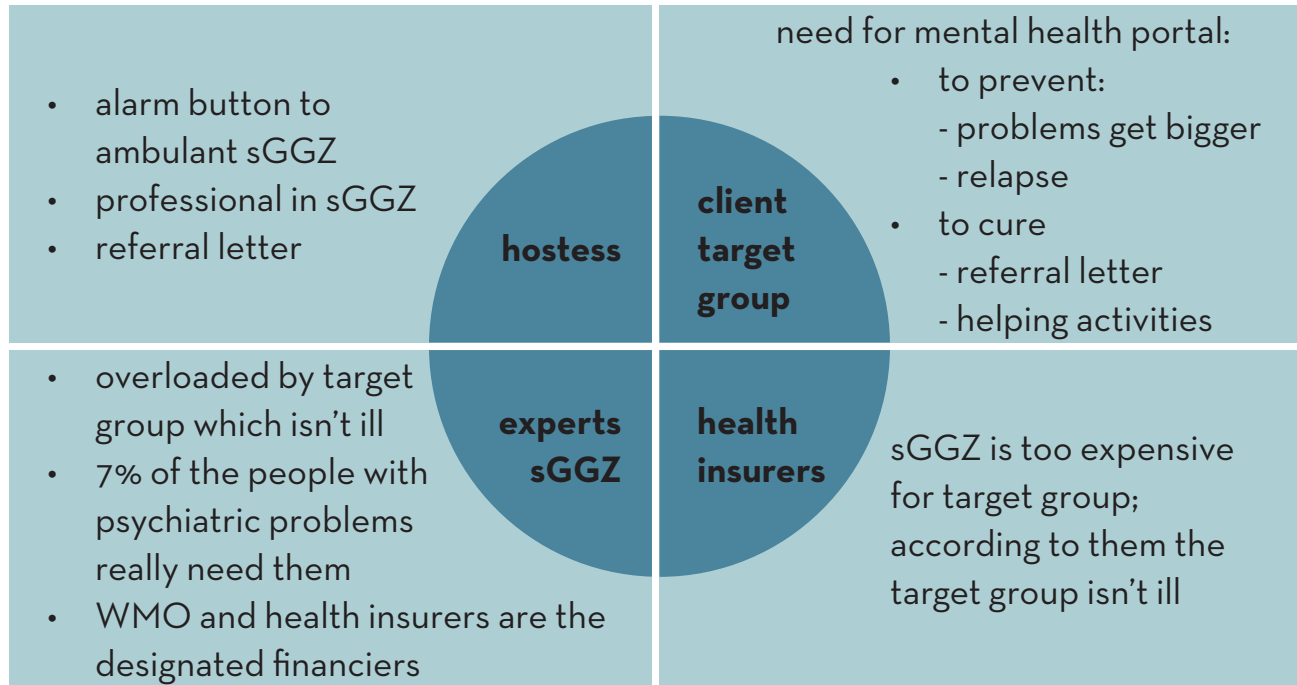 • alarm button to
ambulant sGGZ
• professional in sGGZ
• referral letter
hostess
need for mental health portal:
• to prevent:
- problems get bigger
- relapse
• to cure
- referral letter
- helping activities
client
target
group
• overloaded by target
group which isn’t ill
• 7% of the people with
psychiatric problems
really need them
• WMO and health insurers are the
designated financiers
experts
sGGZ
health
insurers
sGGZ is too expensive
for target group;
according to them the
target group isn’t ill